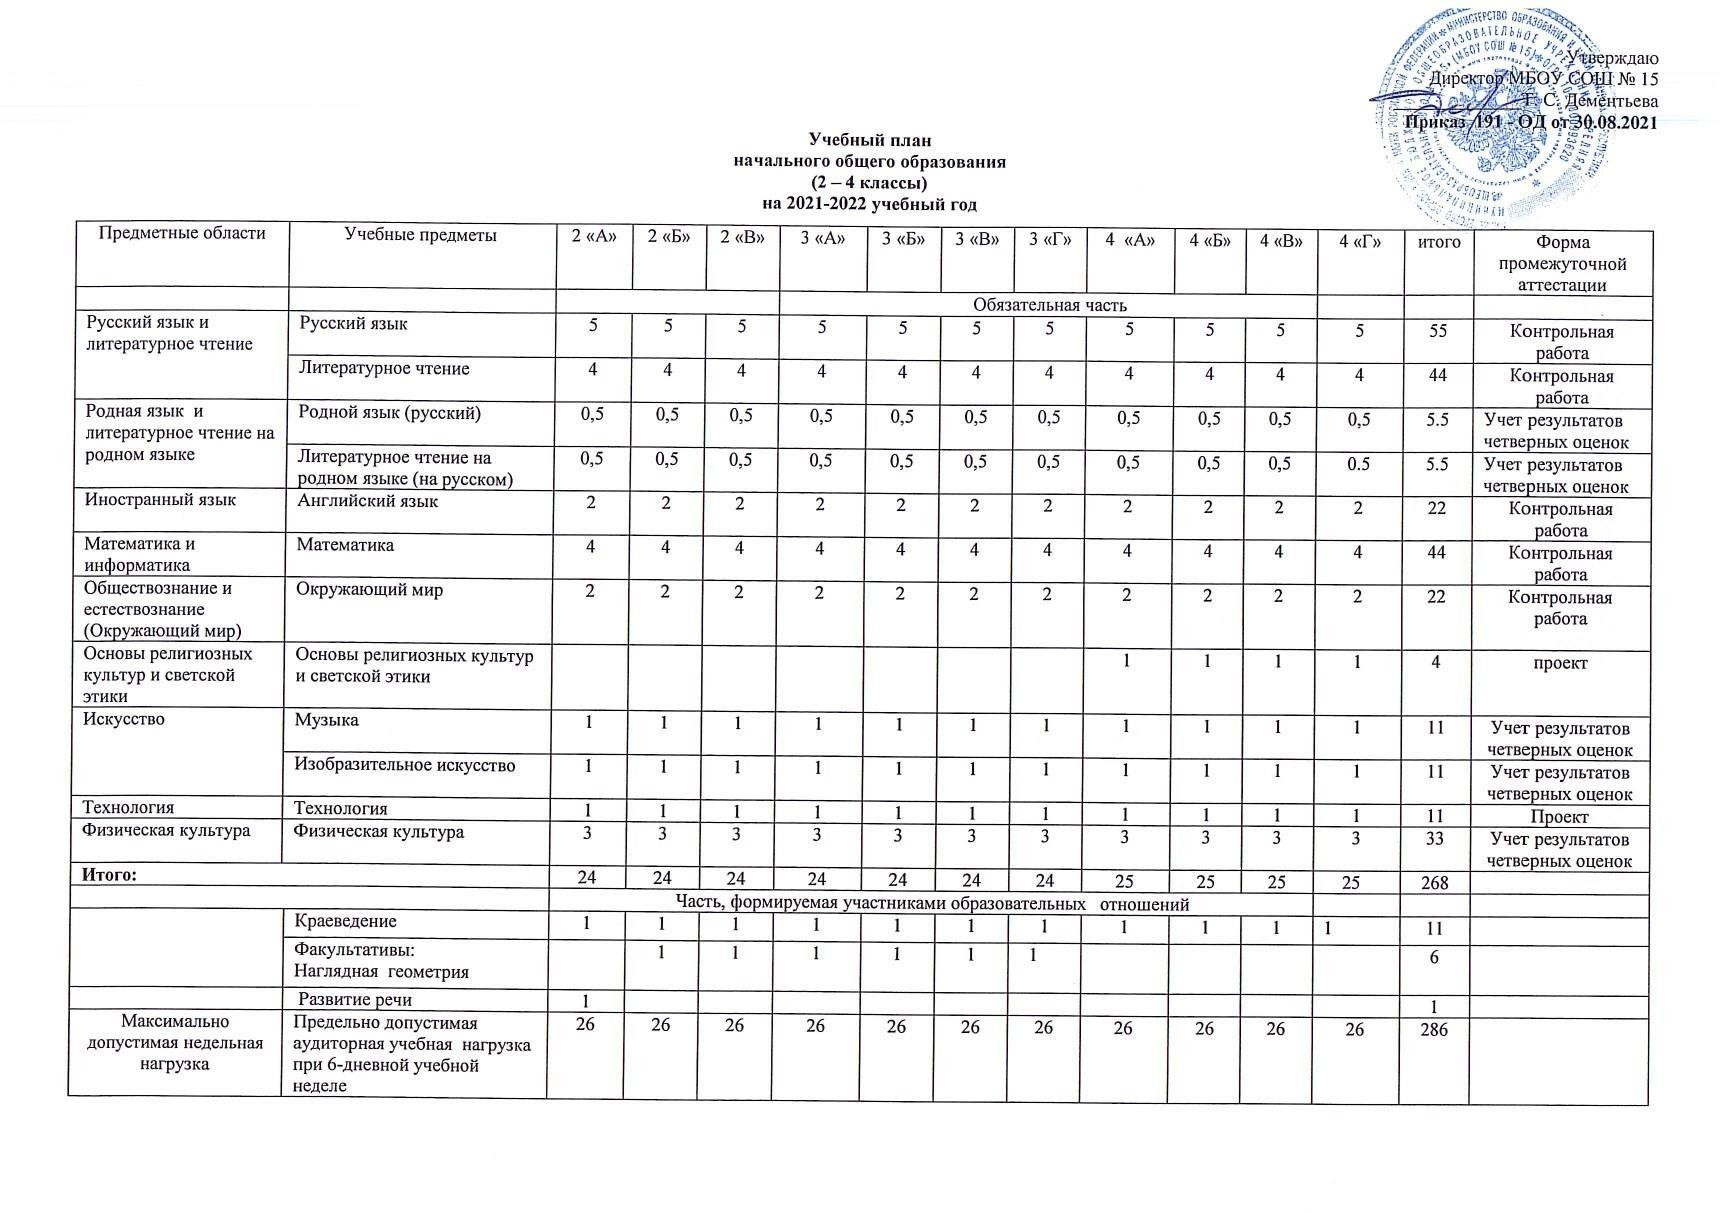 Утверждаю
Директор МБОУ СОШ № 15
Г. С. Дементьева
Приказ 191 - ОД от 30.08.2021
Учебный план
начального общего образования
(2 – 4 классы)
на 2021-2022 учебный год
Предметные области Учебные предметы 2 «А» 2 «Б» 2 «В» 3 «А» 3 «Б» 3 «В» 3 «Г» 4 «А» 4 «Б» 4 «В» 4 «Г» итого Форма
промежуточной
аттестации
Обязательная часть
Русский язык и Русский язык 5 5 5 5 5 5 5 5 5 5 5 55 Контрольная
литературное чтение работа
Литературное чтение 4 4 4 4 4 4 4 4 4 4 4 44 Контрольная
работа
Родная язык и Родной язык (русский) 0,5 0,5 0,5 0,5 0,5 0,5 0,5 0,5 0,5 0,5 0,5 5.5 Учет результатов
литературное чтение на четверных оценок
родном языке Литературное чтение на 0,5 0,5 0,5 0,5 0,5 0,5 0,5 0,5 0,5 0,5 0.5 5.5 Учет результатов
родном языке (на русском) четверных оценок
Иностранный язык Английский язык 2 2 2 2 2 2 2 2 2 2 2 22 Контрольная
работа
Математика и Математика 4 4 4 4 4 4 4 4 4 4 4 44 Контрольная
информатика работа
Обществознание и Окружающий мир 2 2 2 2 2 2 2 2 2 2 2 22 Контрольная
естествознание работа
(Окружающий мир)
Основы религиозных Основы религиозных культур 1 1 1 1 4 проект
культур и светской и светской этики
этики
Искусство Музыка 1 1 1 1 1 1 1 1 1 1 1 11 Учет результатов
четверных оценок
Изобразительное искусство 1 1 1 1 1 1 1 1 1 1 1 11 Учет результатов
четверных оценок
Технология Технология 1 1 1 1 1 1 1 1 1 1 1 11 Проект
Физическая культура Физическая культура 3 3 3 3 3 3 3 3 3 3 3 33 Учет результатов
четверных оценок
Итого: 24 24 24 24 24 24 24 25 25 25 25 268
Часть, формируемая участниками образовательных отношений
Краеведение 1 1 1 1 1 1 1 1 1 1 1 11
Факультативы: 1 1 1 1 1 1 6
Наглядная геометрия
Развитие речи 1 1
Максимально Предельно допустимая 26 26 26 26 26 26 26 26 26 26 26 286
допустимая недельная аудиторная учебная нагрузка
нагрузка при 6-дневной учебной
неделе